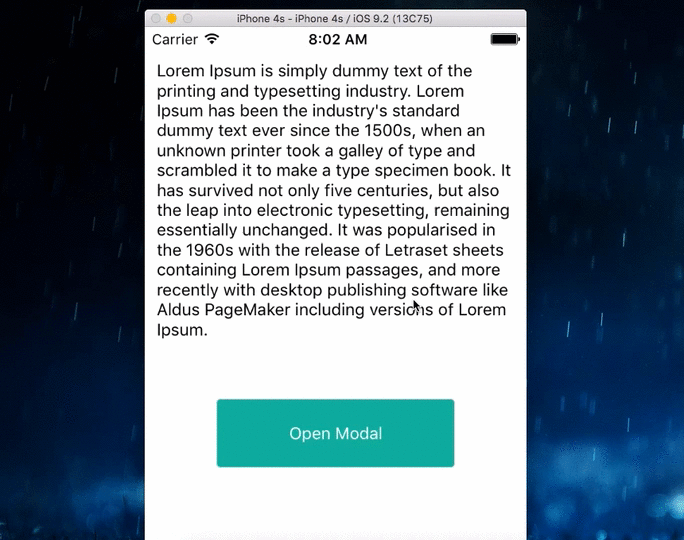 iPhone 4s - iPhone 4s / iOS 9.2 (13C75)
Carrier 8:02 AM
Lorem Ipsum is simply dummy text of the
printing and typesetting industry. Lorem
Ipsum has been the industry's standard
dummy text ever since the 1500s, when an
unknown printer took a galley of type and
scrambled it to make a type specimen book. It
has survived not only five centuries, but also
the leap into electronic typesetting, remaining
essentially unchanged. It was popularised in
the 1960s with the release of Letraset sheets
containing Lorem Ipsum passages, and more
recently with desktop publishing software like
Aldus PageMaker including versions of Lorem
Ipsum.
Open Modal